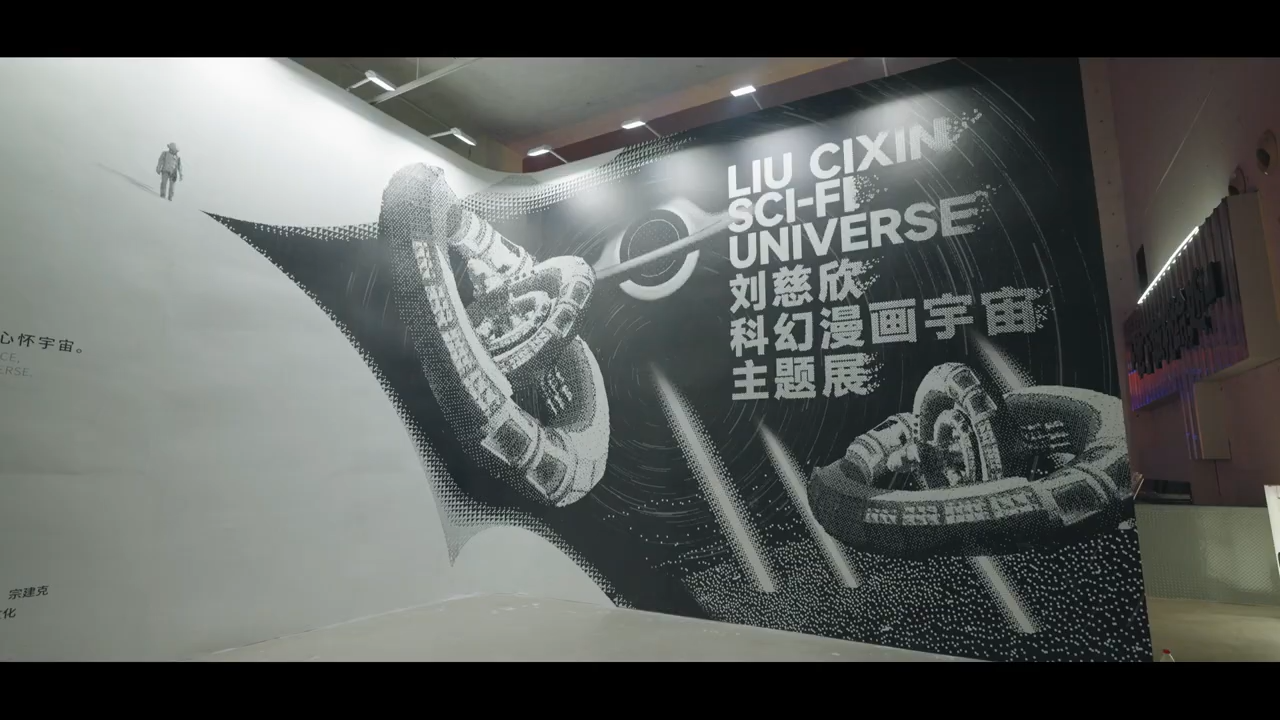 心怀宇宙。
CE,
ERSE,
宗建克
化
LIU CIXIN
SCI-FI
UNIVERSE
刘慈欣
科幻漫画宇宙
主题展